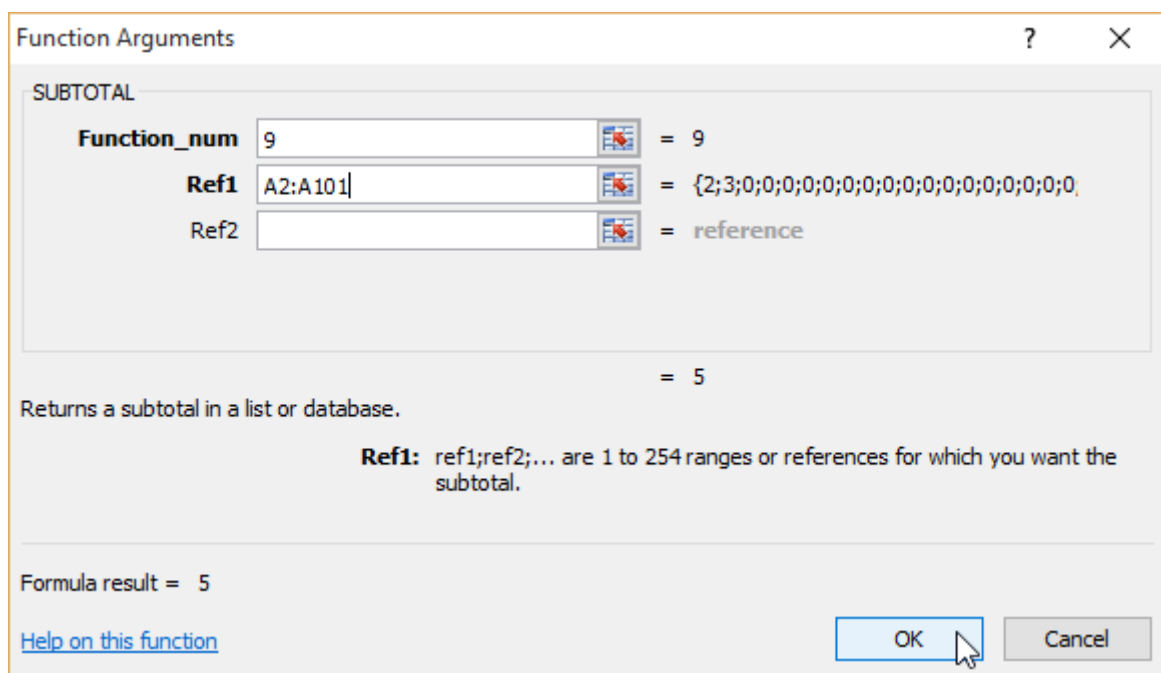 Function Arguments ? ×
SUBTOTAL
Function_num 9 = 9
Ref1 A2:A101 = {2;3;0;0;0;0;0;0;0;0;0;0;0;0;0;0;0;0;0;
Ref2 = reference
= 5
Returns a subtotal in a list or database.
Ref1: ref1;ref2;... are 1 to 254 ranges or references for which you want the
subtotal.
Formula result = 5
Help on this function OK Cancel